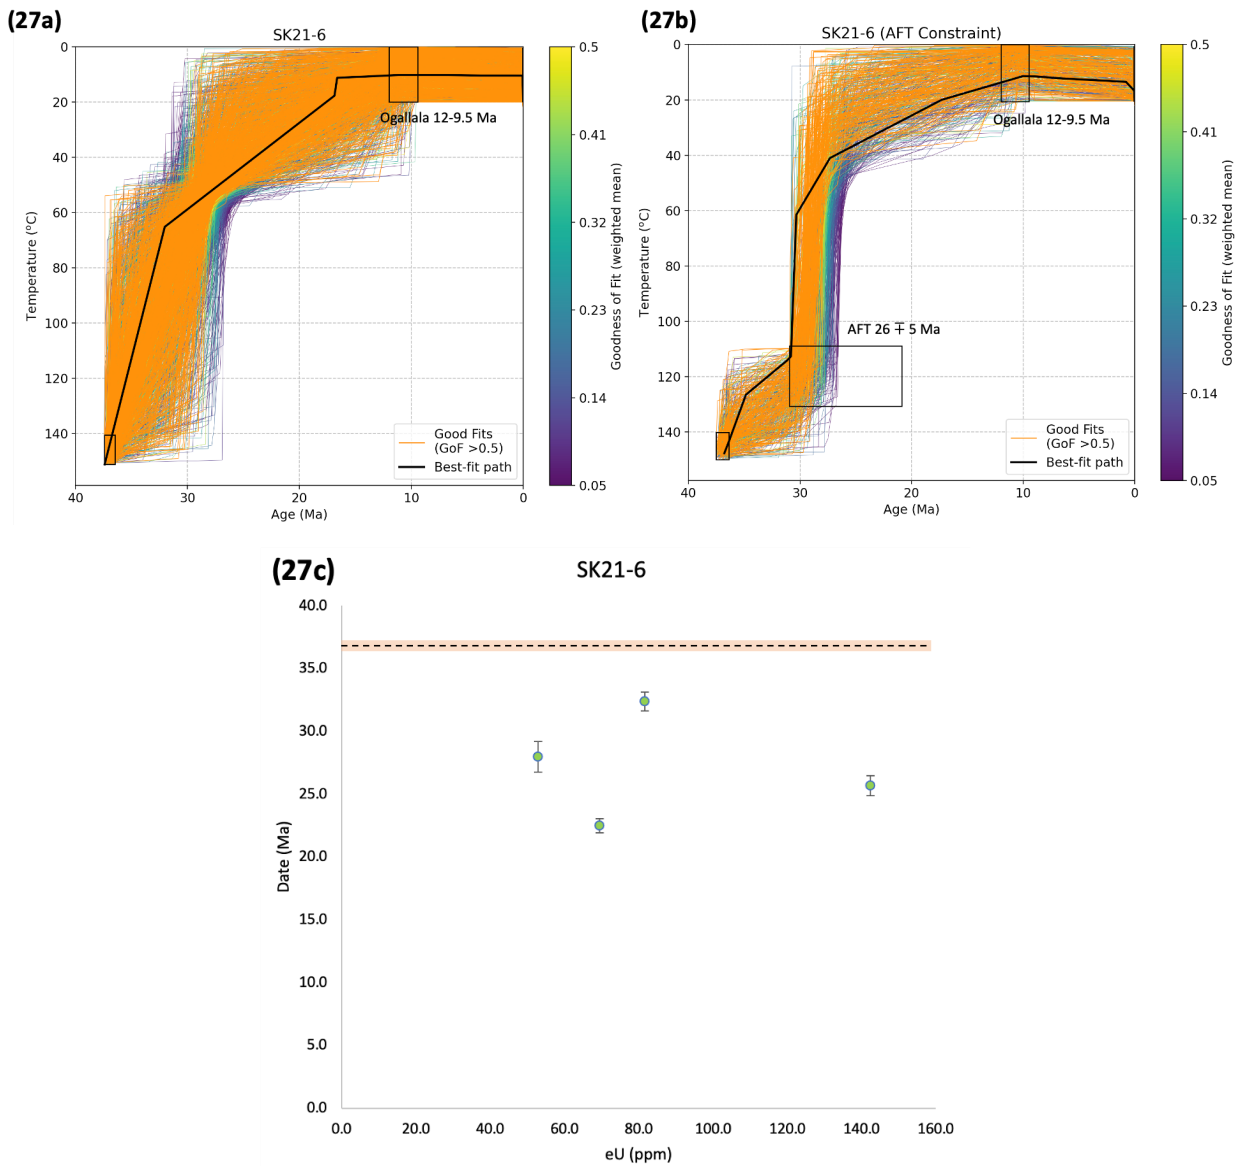 (27a)
SK21-6
0
20
40
60
80
100
120
140
Temperature (°C)
Ogallala 12-9.5 Ma
Good Fits
(GoF >0.5)
Best-fit path
40
30
20
10
0
Age (Ma)
0.5
0.41
0.32
0.23
0.14
0.05
Goodness of Fit (weighted mean)
(27b)
SK21-6 (AFT Constraint)
0
20
40
60
80
100
120
140
Temperature (°C)
Ogallala 12-9.5 Ma
AFT 26 ∓ 5 Ma
Good Fits
(GoF >0.5)
Best-fit path
40
30
20
10
0
Age (Ma)
0.5
0.41
0.32
0.23
0.14
0.05
Goodness of Fit (weighted mean)
(27c)
SK21-6
40.0
35.0
30.0
25.0
20.0
15.0
10.0
5.0
0.0
Date (Ma)
0.0
20.0
40.0
60.0
80.0
100.0
120.0
140.0
160.0
eU (ppm)